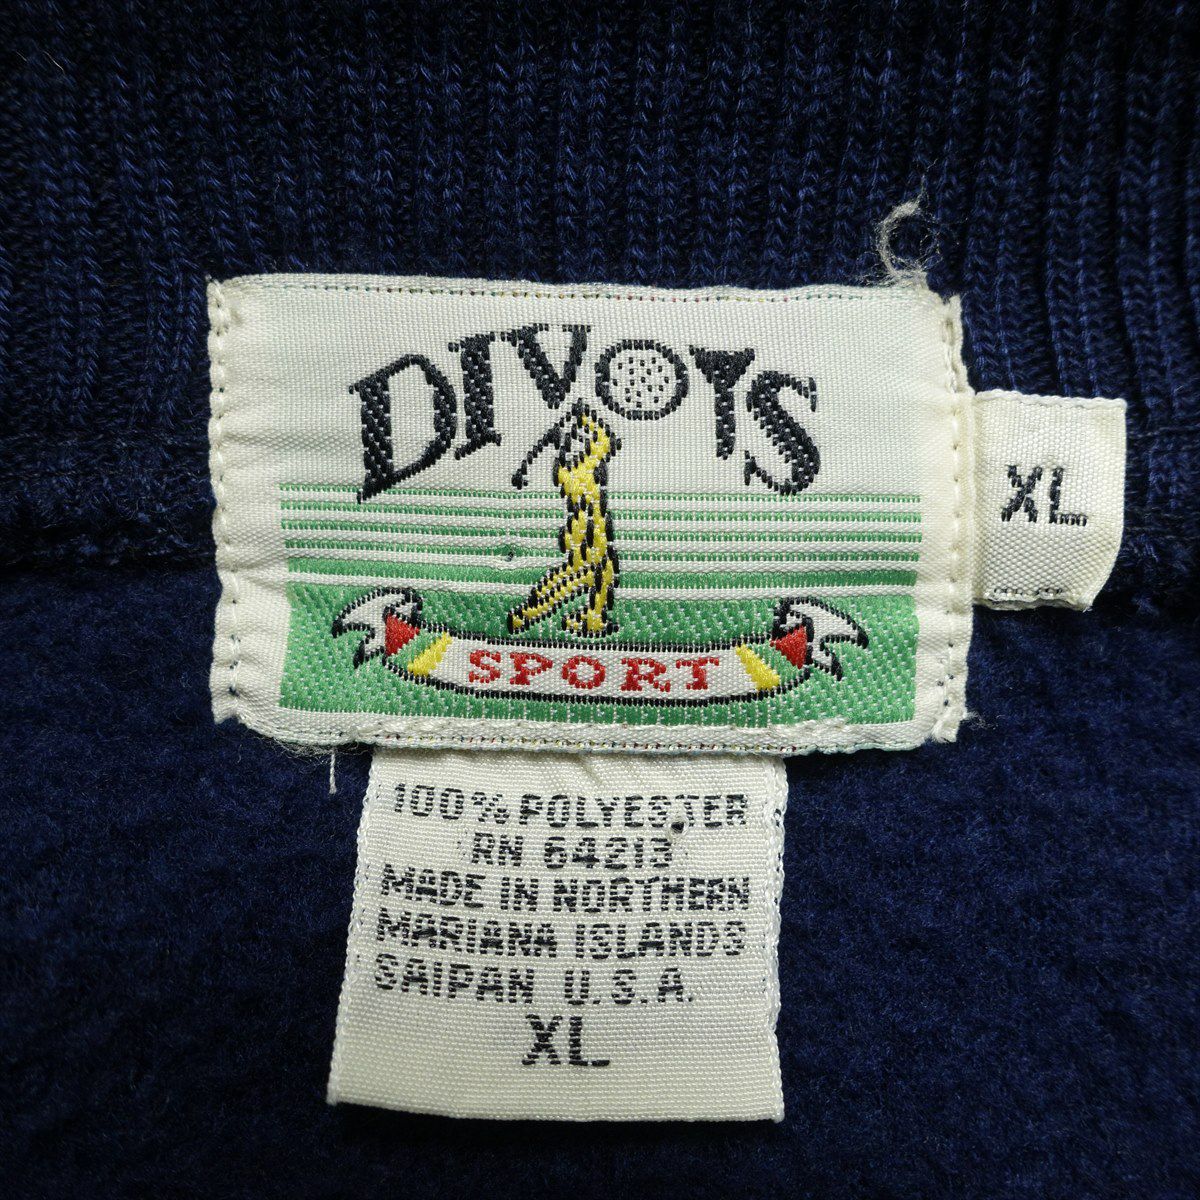 DIVOTS
XL
SPORT
100% POLYESTER
RN 64213
MADE IN NORTHERN
MARIANA ISLANDS
SAIPAN U.S.A.
XL